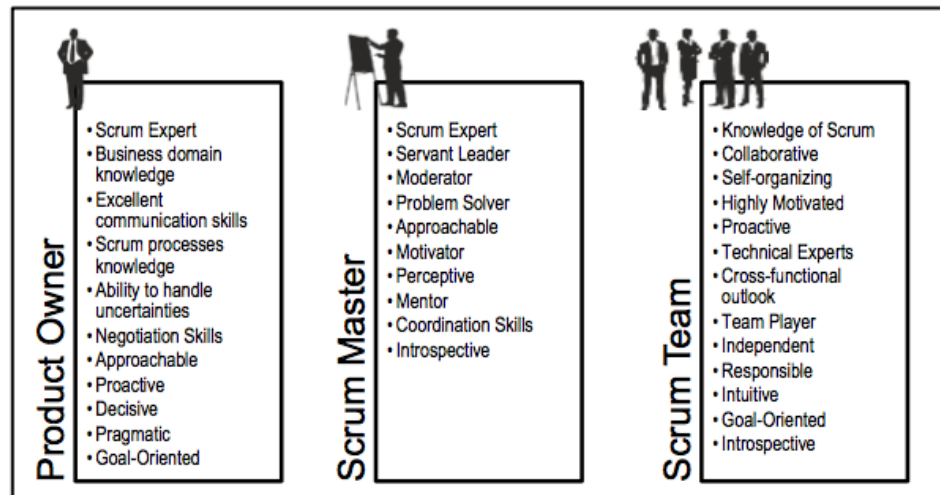 Product Owner
• Scrum Expert
• Business domain
knowledge
• Excellent
communication skills
• Scrum processes
knowledge
• Ability to handle
uncertainties
• Negotiation Skills
• Approachable
• Proactive
• Decisive
• Pragmatic
• Goal-Oriented
Scrum Master
• Scrum Expert
• Servant Leader
• Moderator
• Problem Solver
• Approachable
• Motivator
• Perceptive
• Mentor
• Coordination Skills
• Introspective
Scrum Team
• Knowledge of Scrum
• Collaborative
• Self-organizing
• Highly Motivated
• Proactive
• Technical Experts
• Cross-functional
outlook
• Team Player
• Independent
• Responsible
• Intuitive
• Goal-Oriented
• Introspective